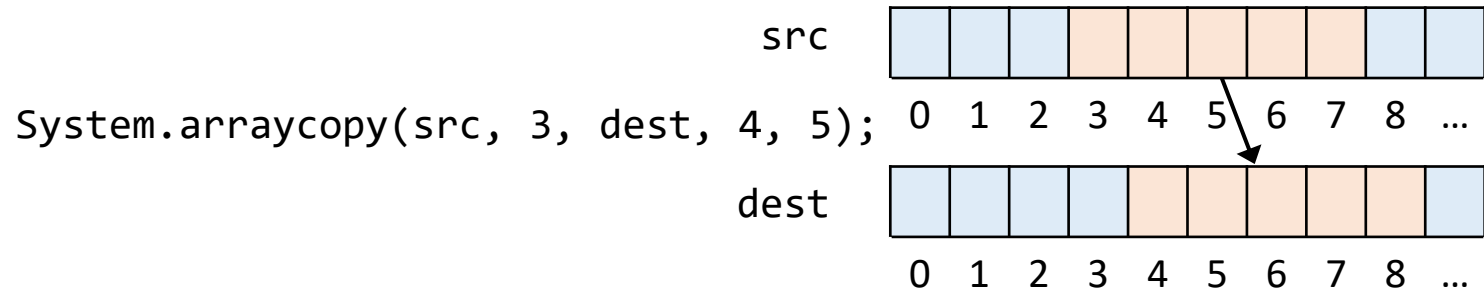 src
System.arraycopy(src, 3, dest, 4, 5);
0 1 2 3 4 5 6 7 8 …
dest
0 1 2 3 4 5 6 7 8 …